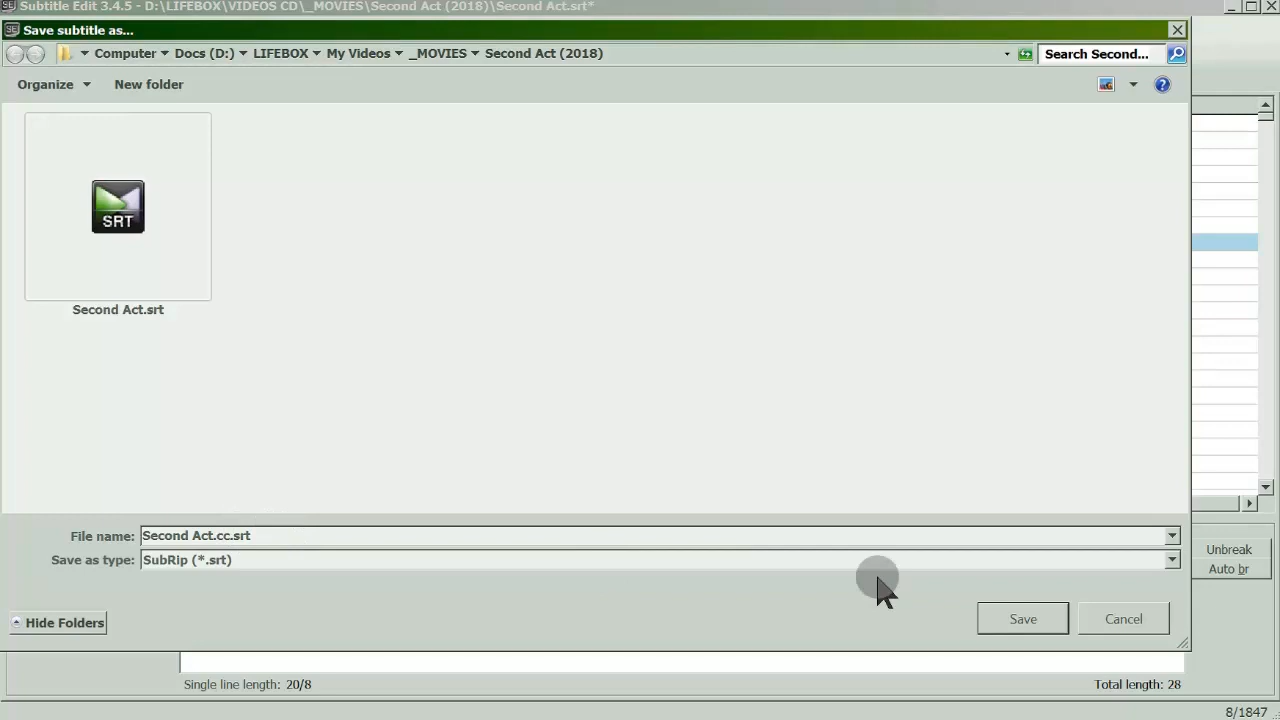 Subtitle Edit 3.4.5 - D:\LIFEBOX\VIDEOS CD\_MOVIES\Second Act (2018)\Second Act.srt*
Save subtitle as...
Computer Docs (D:) LIFEBOX My Videos _MOVIES Second Act (2018) Search Second...
Organize New folder
SRT
Second Act.srt
File name: Second Act.cc.srt
Save as type: SubRip (*.srt)
Unbreak
Auto br
Hide Folders
Save Cancel
Single line length: 20/8 Total length: 28
8/1847